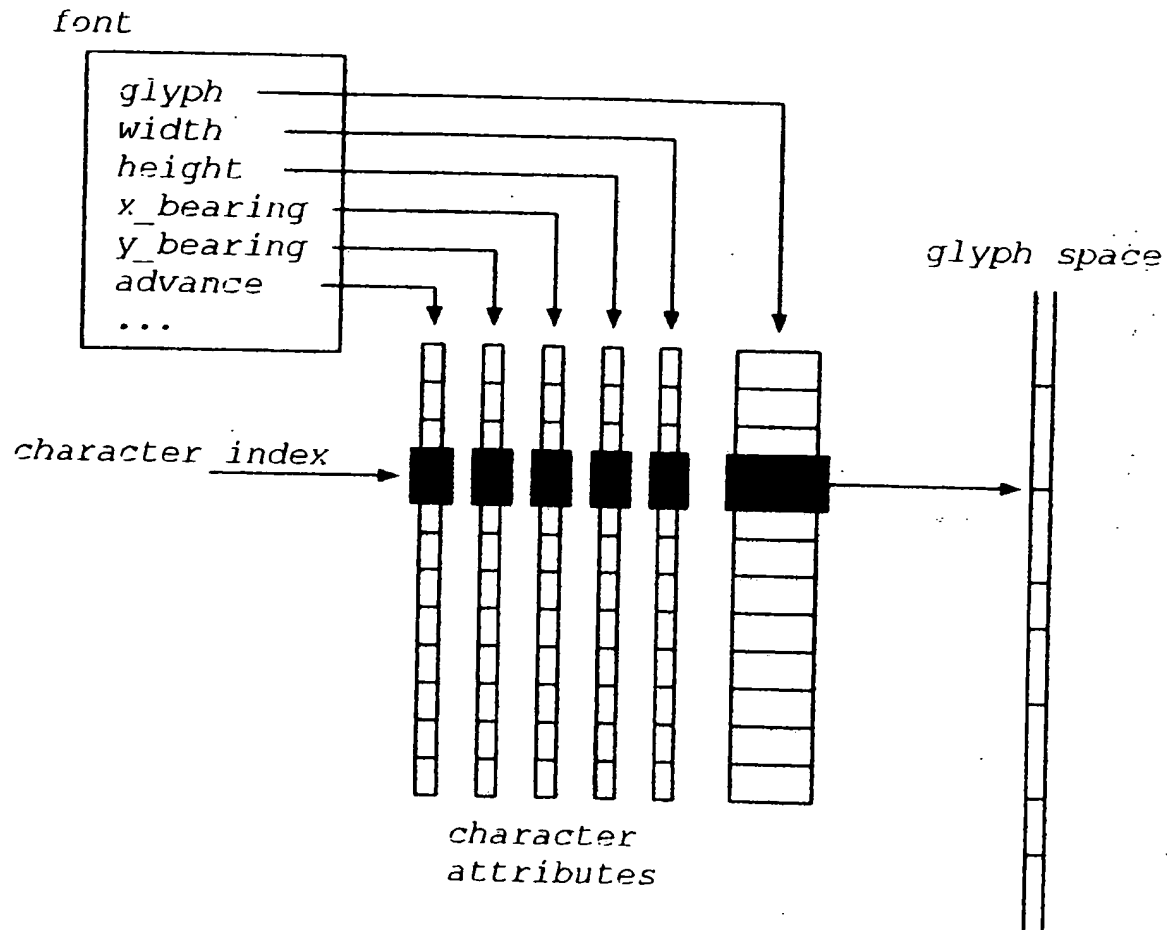 font
glyph
width
height
x_bearing
y_bearing
advance
...
glyph space
character index
character
attributes